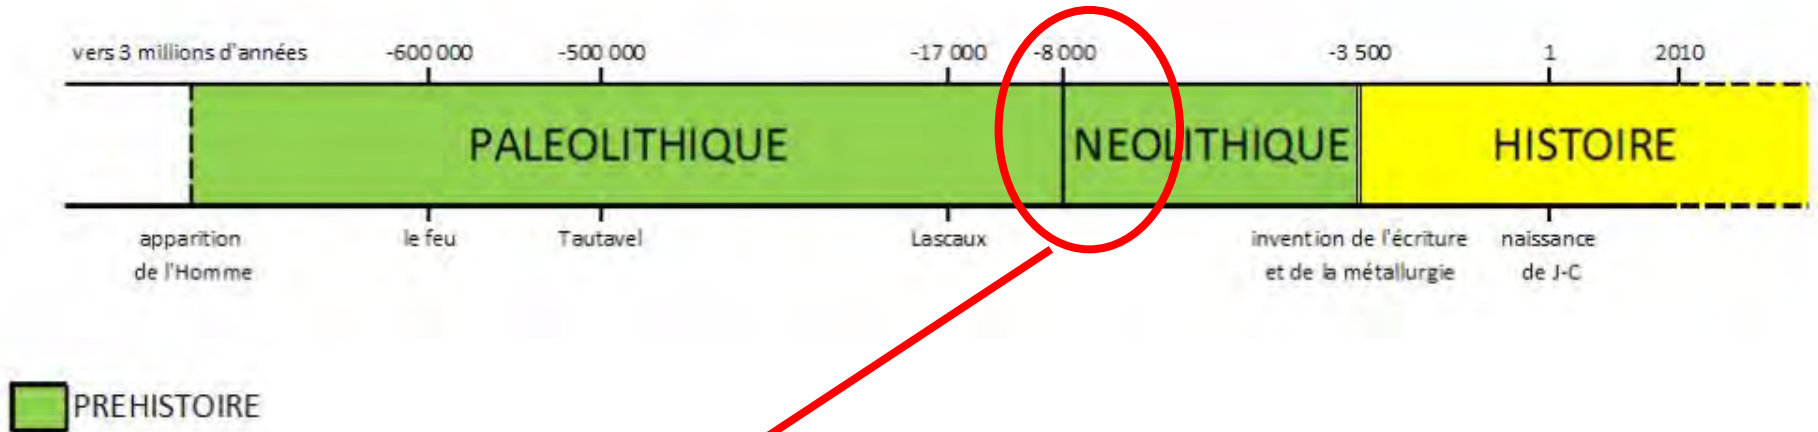 vers 3 millions d'années -600 000 -500 000 -17 000 -8 000 -3 500 1 2010
PALEOLITHIQUE NEOLITHIQUE HISTOIRE
apparition le feu Tautavel Lascaux invention de l'écriture naissance
de l'Homme et de la métallurgie de J-C
PREHISTOIRE